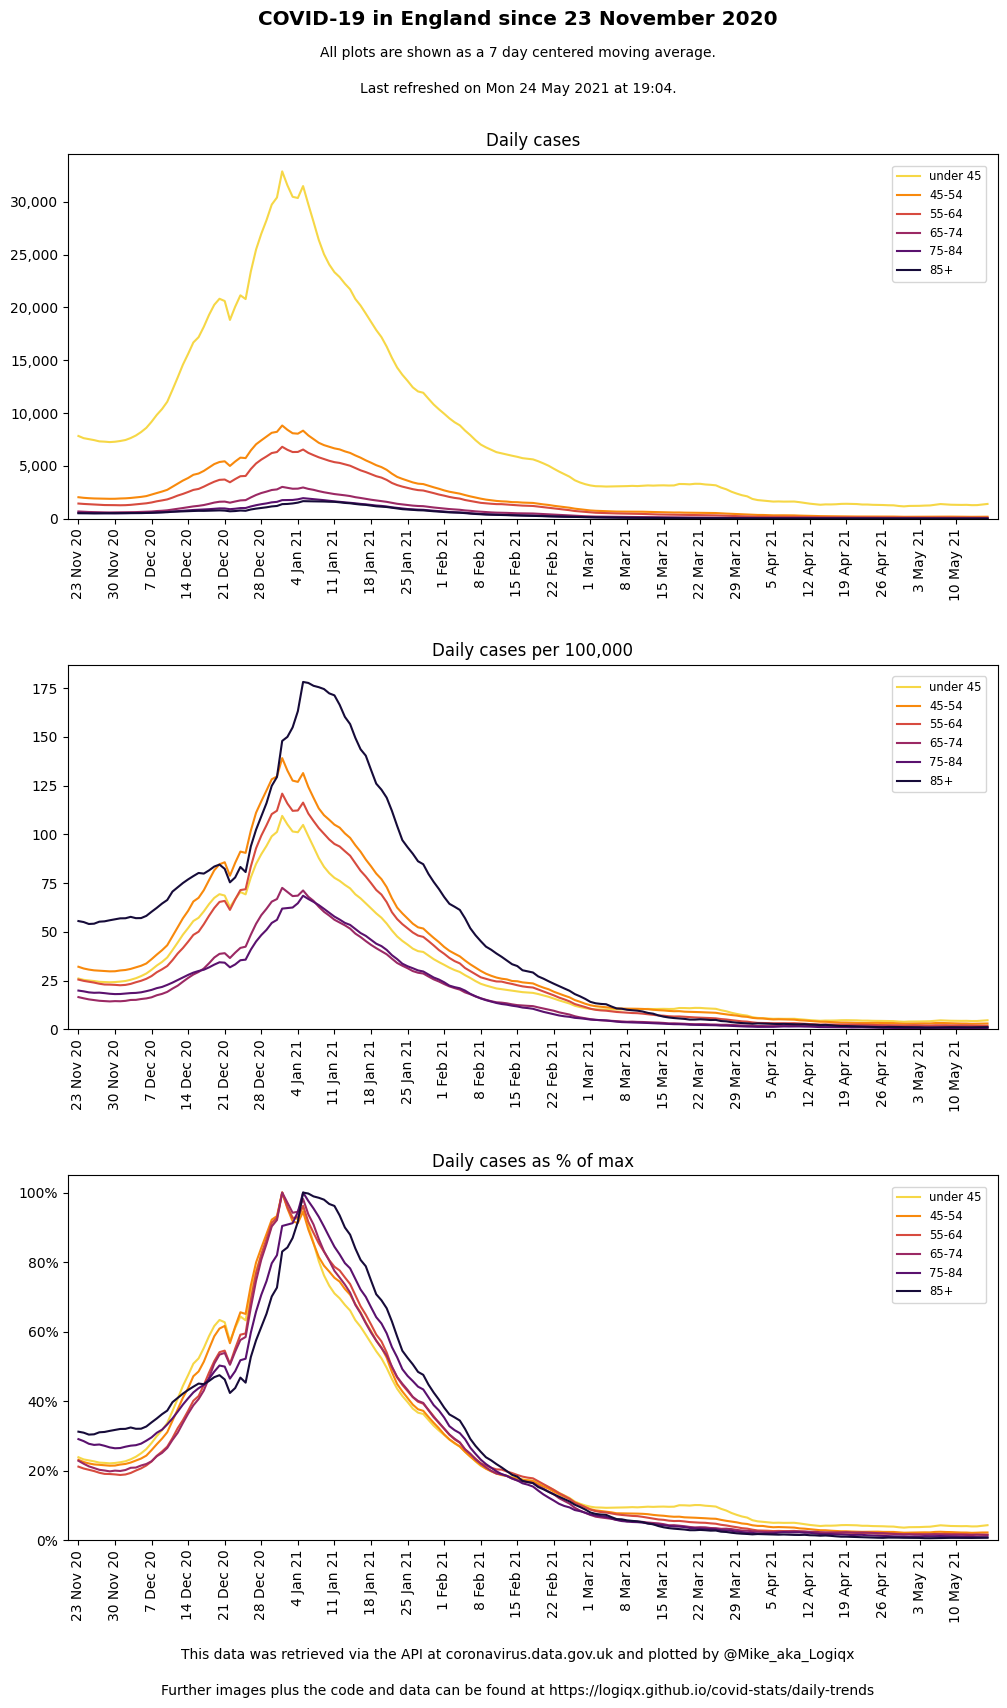 COVID-19 in England since 23 November 2020
All plots are shown as a 7 day centered moving average.
Last refreshed on Mon 24 May 2021 at 19:04.
Daily cases
30,000
25,000
20,000
15,000
10,000
5,000
0
under 45
45-54
55-64
65-74
75-84
85+
23 Nov 20
30 Nov 20
7 Dec 20
14 Dec 20
21 Dec 20
28 Dec 20
4 Jan 21
11 Jan 21
18 Jan 21
25 Jan 21
1 Feb 21
8 Feb 21
15 Feb 21
22 Feb 21
1 Mar 21
8 Mar 21
15 Mar 21
22 Mar 21
29 Mar 21
5 Apr 21
12 Apr 21
19 Apr 21
26 Apr 21
3 May 21
10 May 21
Daily cases per 100,000
175
150
125
100
75
50
25
0
under 45
45-54
55-64
65-74
75-84
85+
23 Nov 20
30 Nov 20
7 Dec 20
14 Dec 20
21 Dec 20
28 Dec 20
4 Jan 21
11 Jan 21
18 Jan 21
25 Jan 21
1 Feb 21
8 Feb 21
15 Feb 21
22 Feb 21
1 Mar 21
8 Mar 21
15 Mar 21
22 Mar 21
29 Mar 21
5 Apr 21
12 Apr 21
19 Apr 21
26 Apr 21
3 May 21
10 May 21
Daily cases as % of max
100%
80%
60%
40%
20%
0%
under 45
45-54
55-64
65-74
75-84
85+
23 Nov 20
30 Nov 20
7 Dec 20
14 Dec 20
21 Dec 20
28 Dec 20
4 Jan 21
11 Jan 21
18 Jan 21
25 Jan 21
1 Feb 21
8 Feb 21
15 Feb 21
22 Feb 21
1 Mar 21
8 Mar 21
15 Mar 21
22 Mar 21
29 Mar 21
5 Apr 21
12 Apr 21
19 Apr 21
26 Apr 21
3 May 21
10 May 21
This data was retrieved via the API at coronavirus.data.gov.uk and plotted by @Mike_aka_Logiqx
Further images plus the code and data can be found at https://logiqx.github.io/covid-stats/daily-trends